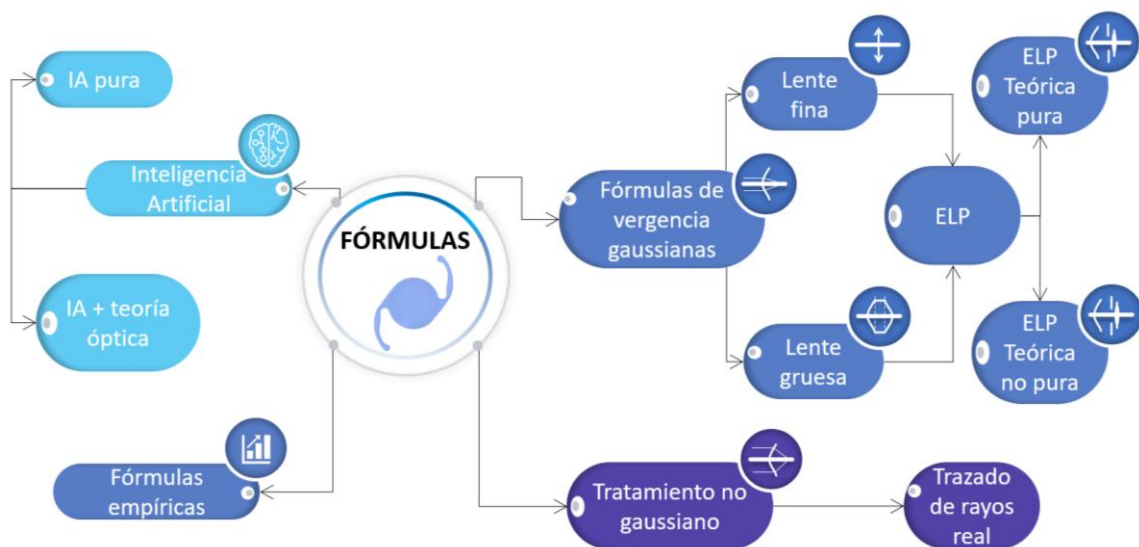 IA pura
Inteligencia
Artificial
IA + teoría
óptica
FÓRMULAS
Fórmulas
empíricas
Fórmulas de
vergencia
gaussianas
Lente
fina
Lente
gruesa
ELP
ELP
Teórica
pura
ELP
Teórica
no pura
Tratamiento no
gaussiano
Trazado
de rayos
real